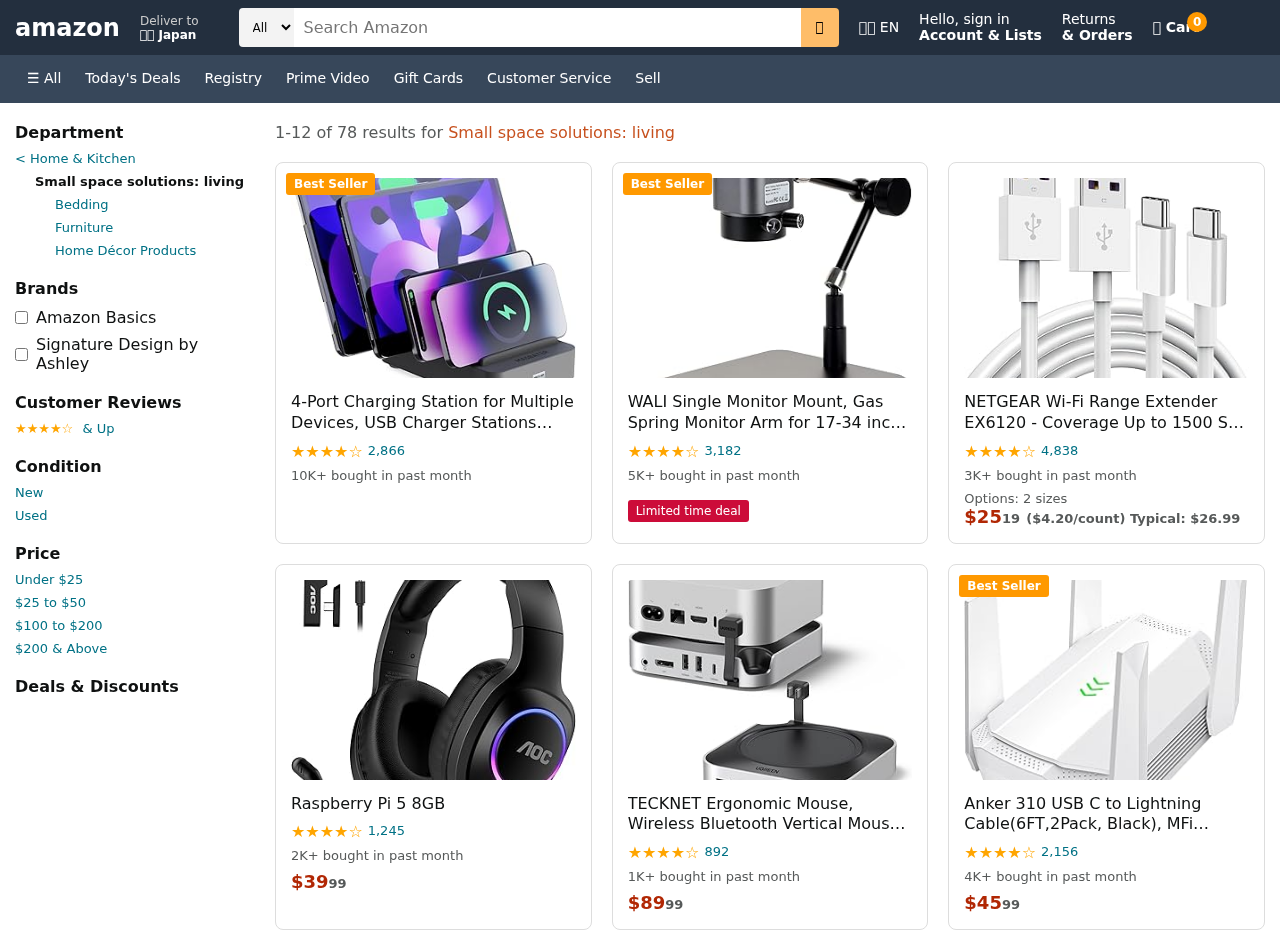 amazon
Deliver to
Japan
All
Search Amazon
EN
Hello, sign in
Account & Lists
Returns
& Orders
0
☰ All
Today's Deals
Registry
Prime Video
Gift Cards
Customer Service
Sell
Department
< Home & Kitchen
Small space solutions: living
Bedding
Furniture
Home Décor Products
Brands
Amazon Basics
Signature Design by
Ashley
Customer Reviews
★★★★☆ & Up
Condition
New
Used
Price
Under $25
$25 to $50
$100 to $200
$200 & Above
Deals & Discounts
1-12 of 78 results for Small space solutions: living
Best Seller
4-Port Charging Station for Multiple
Devices, USB Charger Stations…
★★★★☆ 2,866
10K+ bought in past month
Best Seller
WALI Single Monitor Mount, Gas
Spring Monitor Arm for 17-34 inc…
★★★★☆ 3,182
5K+ bought in past month
Limited time deal
NETGEAR Wi-Fi Range Extender
EX6120 - Coverage Up to 1500 S…
★★★★☆ 4,838
3K+ bought in past month
Options: 2 sizes
$2519 ($4.20/count) Typical: $26.99
AOC
AOC
Raspberry Pi 5 8GB
★★★★☆ 1,245
2K+ bought in past month
$3999
TECKNET Ergonomic Mouse,
Wireless Bluetooth Vertical Mous…
★★★★☆ 892
1K+ bought in past month
$8999
Best Seller
Anker 310 USB C to Lightning
Cable(6FT,2Pack, Black), MFi…
★★★★☆ 2,156
4K+ bought in past month
$4599